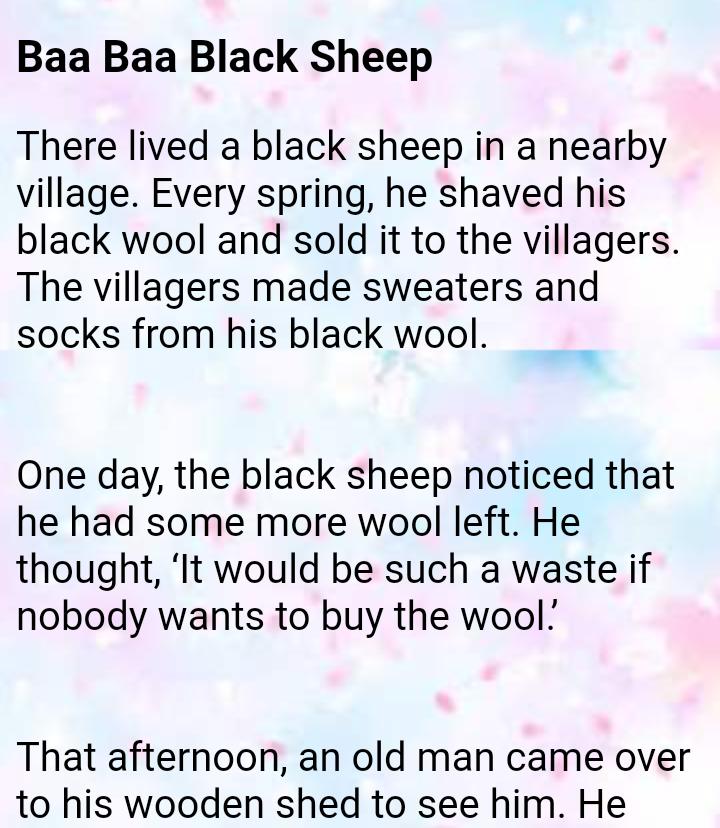 Baa Baa Black Sheep
There lived a black sheep in a nearby
village. Every spring, he shaved his
black wool and sold it to the villagers.
The villagers made sweaters and
socks from his black wool.
One day, the black sheep noticed that
he had some more wool left. He
thought, ‘It would be such a waste if
nobody wants to buy the wool.’
That afternoon, an old man came over
to his wooden shed to see him. He